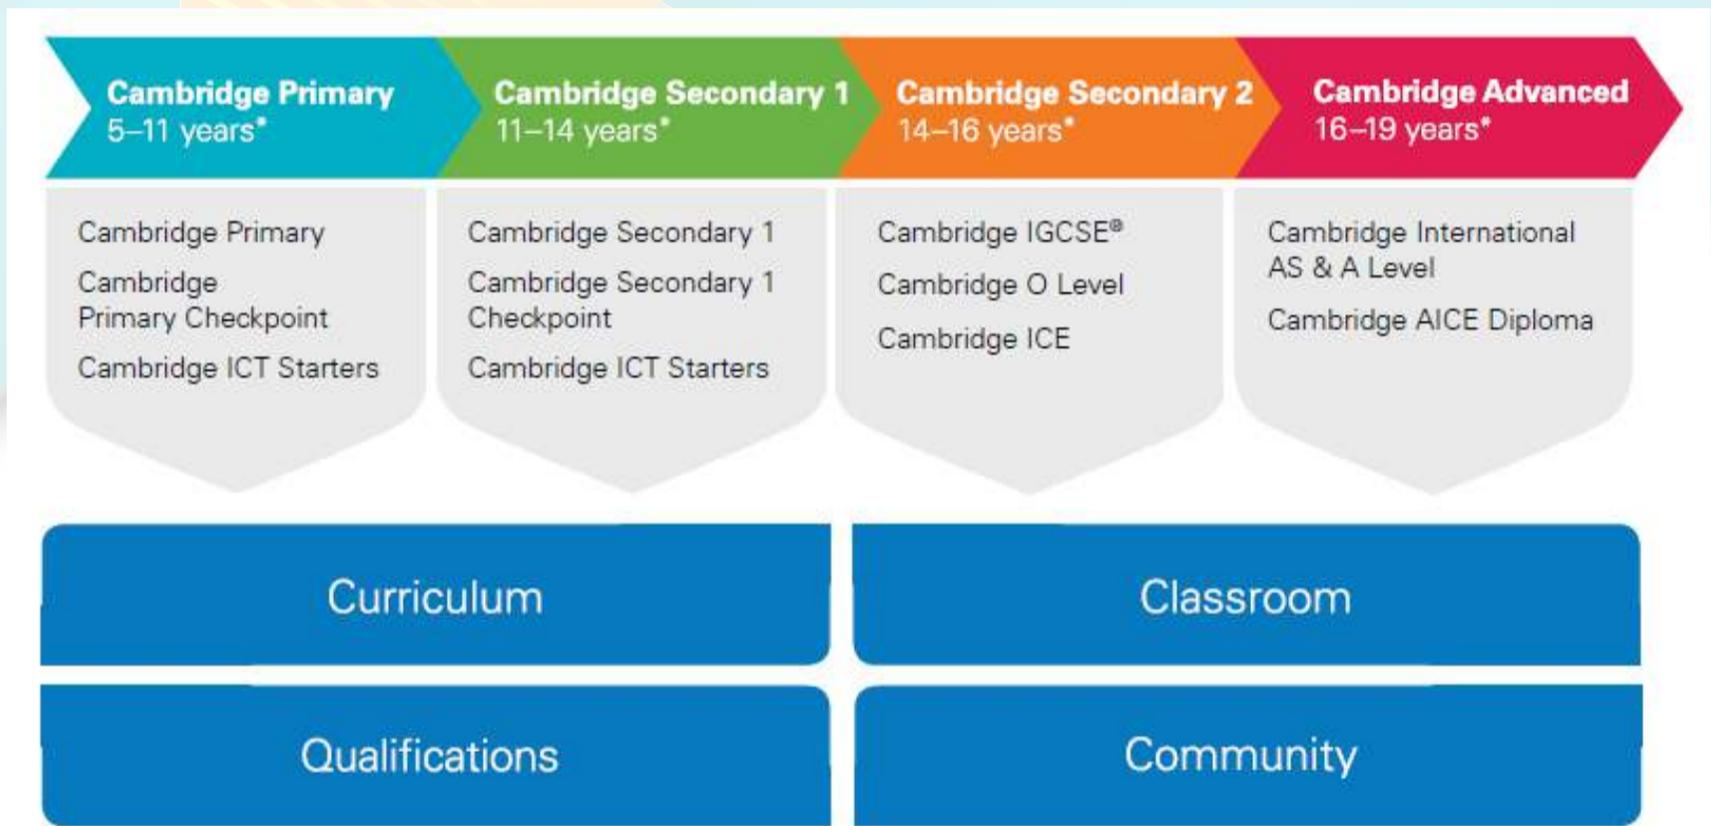 Cambridge Primary
5–11 years*
Cambridge Secondary 1
11–14 years*
Cambridge Secondary 2
14–16 years*
Cambridge Advanced
16–19 years*
Cambridge Primary
Cambridge
Primary Checkpoint
Cambridge ICT Starters
Cambridge Secondary 1
Cambridge Secondary 1
Checkpoint
Cambridge ICT Starters
Cambridge IGCSE®
Cambridge O Level
Cambridge ICE
Cambridge International
AS & A Level
Cambridge AICE Diploma
Curriculum
Classroom
Qualifications
Community